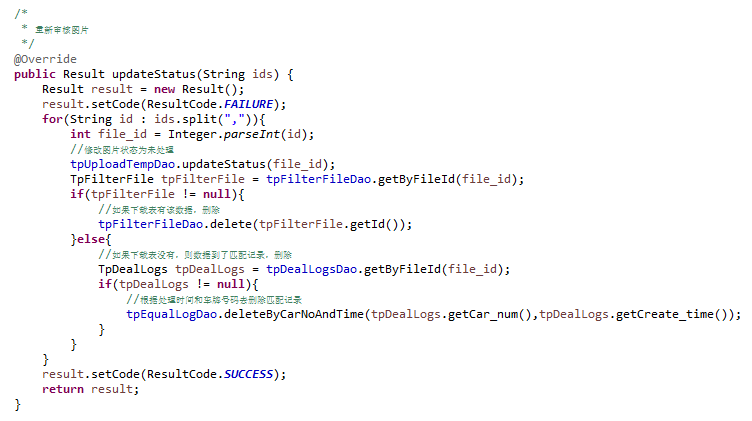 /*
 * 重新审核图片
 */
@Override
public Result updateStatus(String ids) {
    Result result = new Result();
    result.setCode(ResultCode.FAILURE);
    for(String id : ids.split(",")){
        int file_id = Integer.parseInt(id);
        //修改图片状态为未处理
        tpUploadTempDao.updateStatus(file_id);
        TpFilterFile tpFilterFile = tpFilterFileDao.getByFileId(file_id);
        if(tpFilterFile != null){
            //如果下载表有该数据，删除
            tpFilterFileDao.delete(tpFilterFile.getId());
        }else{
            //如果下载表没有，则数据到了匹配记录，删除
            TpDealLogs tpDealLogs = tpDealLogsDao.getByFileId(file_id);
            if(tpDealLogs != null){
                //根据处理时间和车牌号码去删除匹配记录
                tpEqualLogDao.deleteByCarNoAndTime(tpDealLogs.getCar_num(),tpDealLogs.getCreate_time());
            }
        }
    }
    result.setCode(ResultCode.SUCCESS);
    return result;
}